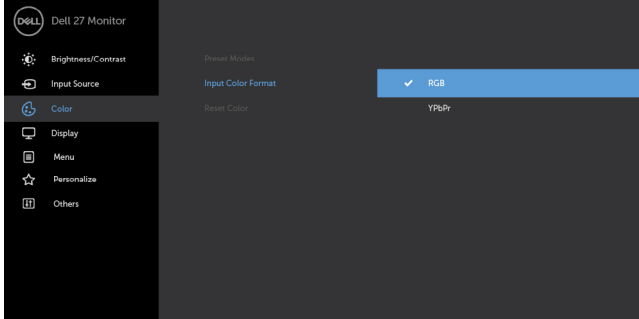 DELL Dell 27 Monitor
Brightness/Contrast
Input Source
Color
Display
Menu
Personalize
Others
Preset Modes
Input Color Format
Reset Color
RGB
YPbPr